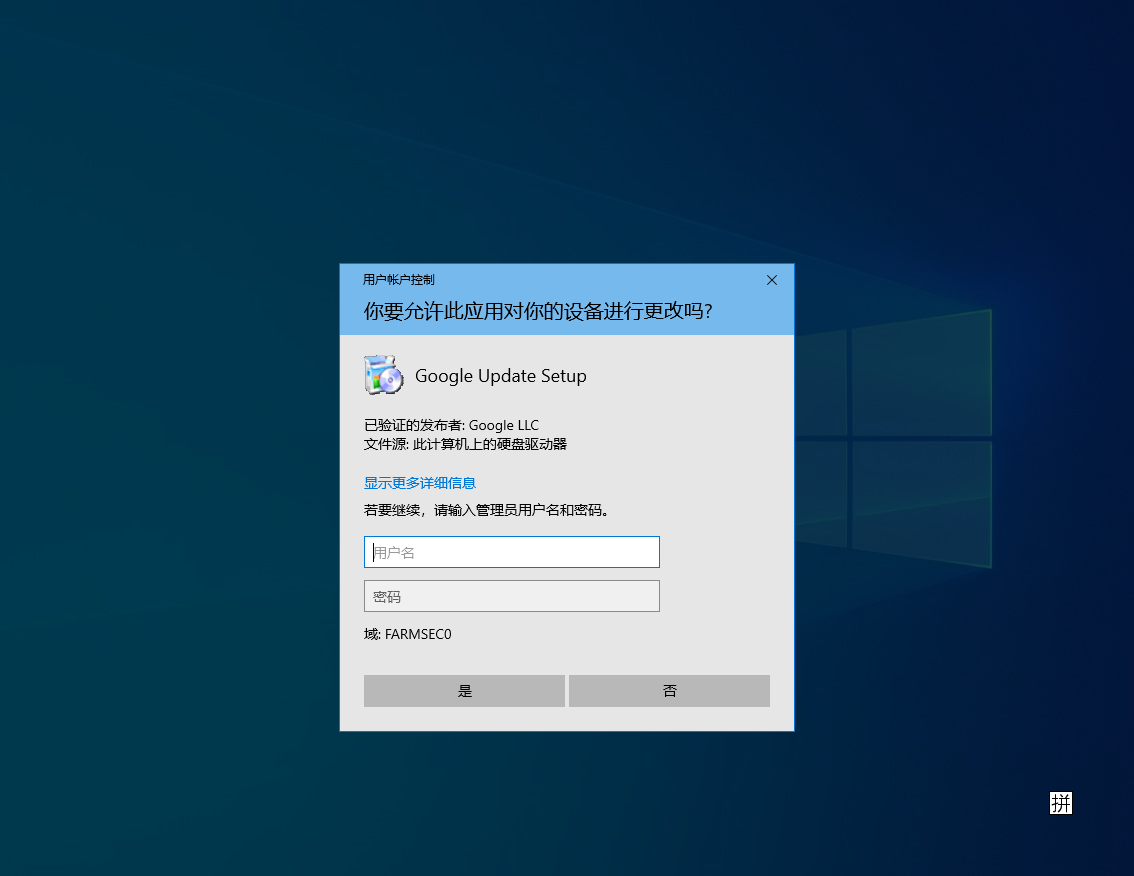 用户帐户控制
你要允许此应用对你的设备进行更改吗?
Google Update Setup
已验证的发布者: Google LLC
文件源: 此计算机上的硬盘驱动器
显示更多详细信息
若要继续，请输入管理员用户名和密码。
用户名
密码
域: FARMSEC0
是
否
拼